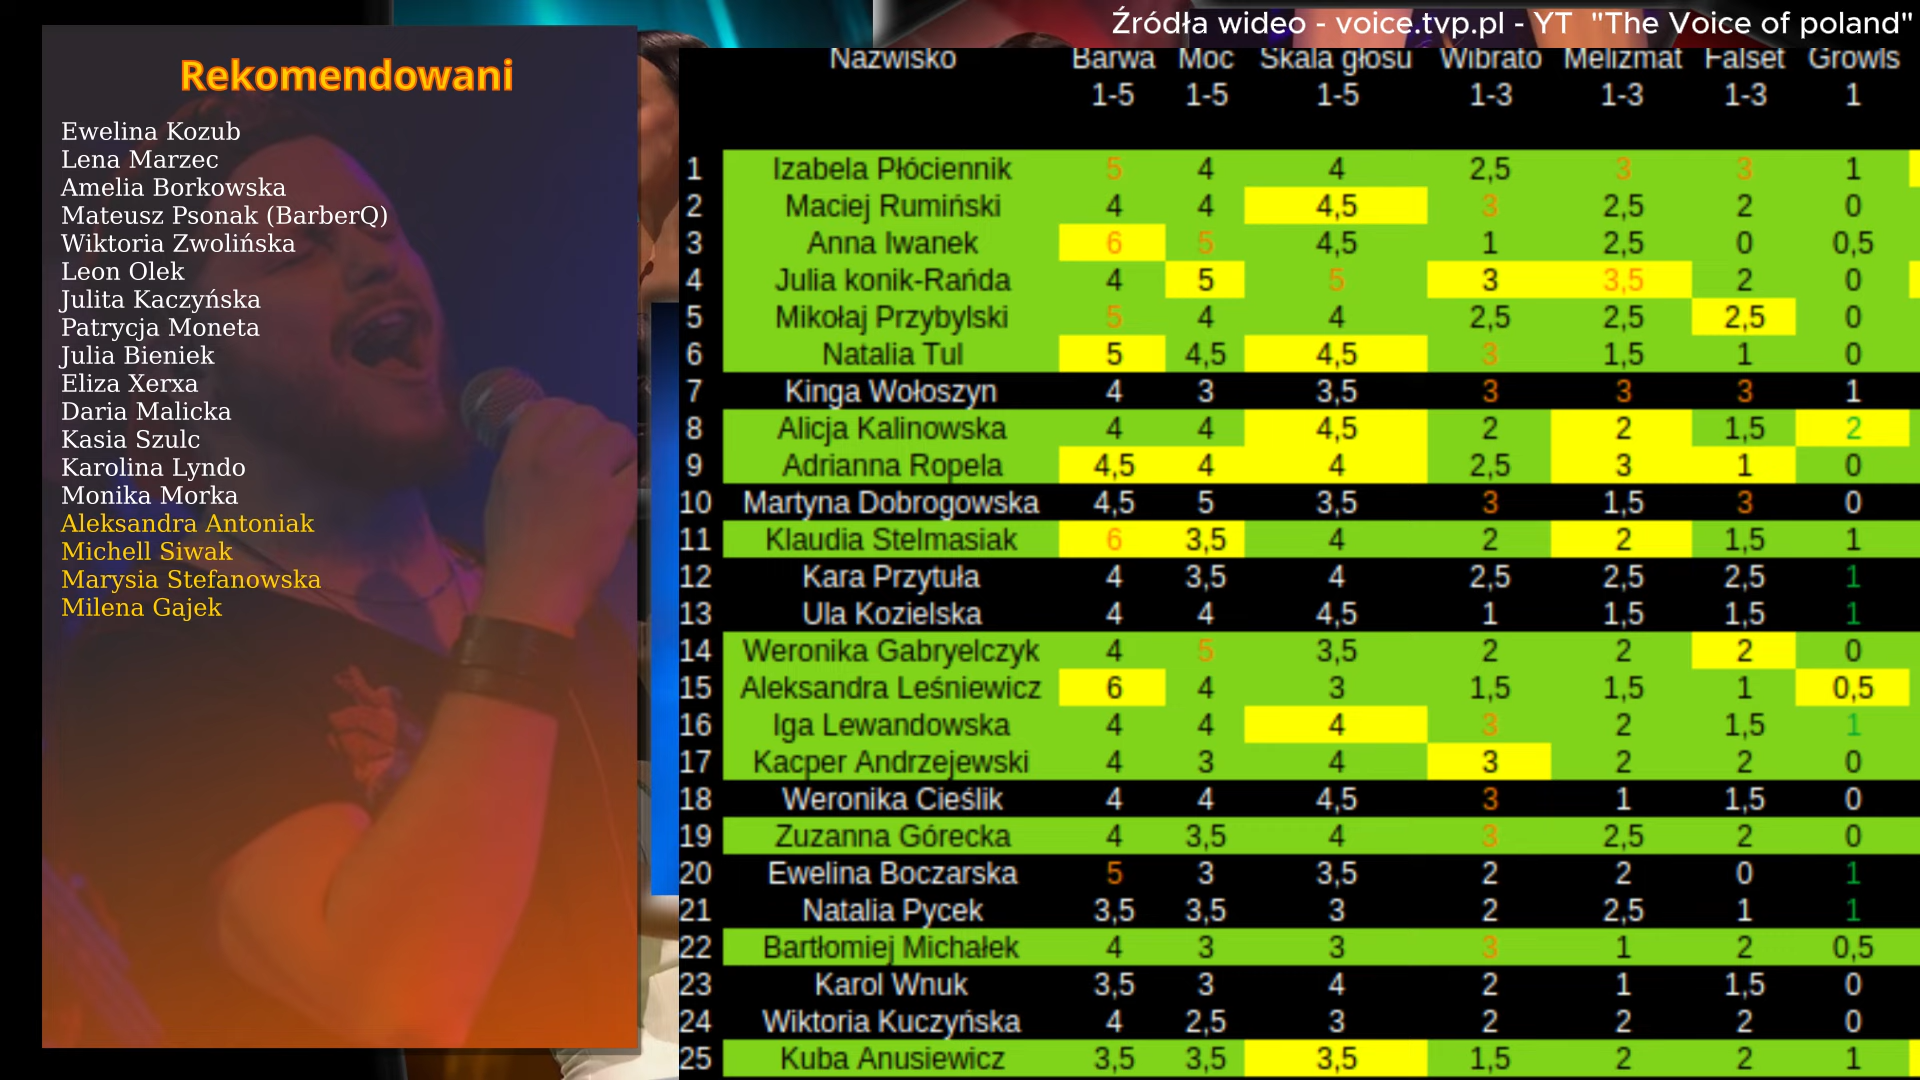 Źródła wideo - voice.tvp.pl - YT "The Voice of poland"
Rekomendowani
Ewelina Kozub
Lena Marzec
Amelia Borkowska
Mateusz Psonak (BarberQ)
Wiktoria Zwolińska
Leon Olek
Julita Kaczyńska
Patrycja Moneta
Julia Bieniek
Eliza Xerxa
Daria Malicka
Kasia Szulc
Karolina Lyndo
Monika Morka
Aleksandra Antoniak
Michell Siwak
Marysia Stefanowska
Milena Gajek
Nazwisko Barwa Moc Skala głosu Wibrato Melizmat Falset Growls
1-5 1-5 1-5 1-3 1-3 1-3 1
1 Izabela Płóciennik 5 4 4 2,5 3 3 1
2 Maciej Rumiński 4 4 4,5 3 2,5 2 0
3 Anna Iwanek 6 5 4,5 1 2,5 0 0,5
4 Julia konik-Rańda 4 5 5 3 3,5 2 0
5 Mikołaj Przybylski 5 4 4 2,5 2,5 2,5 0
6 Natalia Tul 5 4,5 4,5 3 1,5 1 0
7 Kinga Wołoszyn 4 3 3,5 3 3 3 1
8 Alicja Kalinowska 4 4 4,5 2 2 1,5 2
9 Adrianna Ropela 4,5 4 4 2,5 3 1 0
10 Martyna Dobrogowska 4,5 5 3,5 3 1,5 3 0
11 Klaudia Stelmasiak 6 3,5 4 2 2 1,5 1
12 Kara Przytuła 4 3,5 4 2,5 2,5 2,5 1
13 Ula Kozielska 4 4 4,5 1 1,5 1,5 1
14 Weronika Gabryelczyk 4 5 3,5 2 2 2 0
15 Aleksandra Leśniewicz 6 4 3 1,5 1,5 1 0,5
16 Iga Lewandowska 4 4 4 3 2 1,5 1
17 Kacper Andrzejewski 4 3 4 3 2 2 0
18 Weronika Cieślik 4 4 4,5 3 1 1,5 0
19 Zuzanna Górecka 4 3,5 4 3 2,5 2 0
20 Ewelina Boczarska 5 3 3,5 2 2 0 1
21 Natalia Pycek 3,5 3,5 3 2 2,5 1 1
22 Bartłomiej Michałek 4 3 3 3 1 2 0,5
23 Karol Wnuk 3,5 3 4 2 1 1,5 0
24 Wiktoria Kuczyńska 4 2,5 3 2 2 2 0
25 Kuba Anusiewicz 3,5 3,5 3,5 1,5 2 2 1